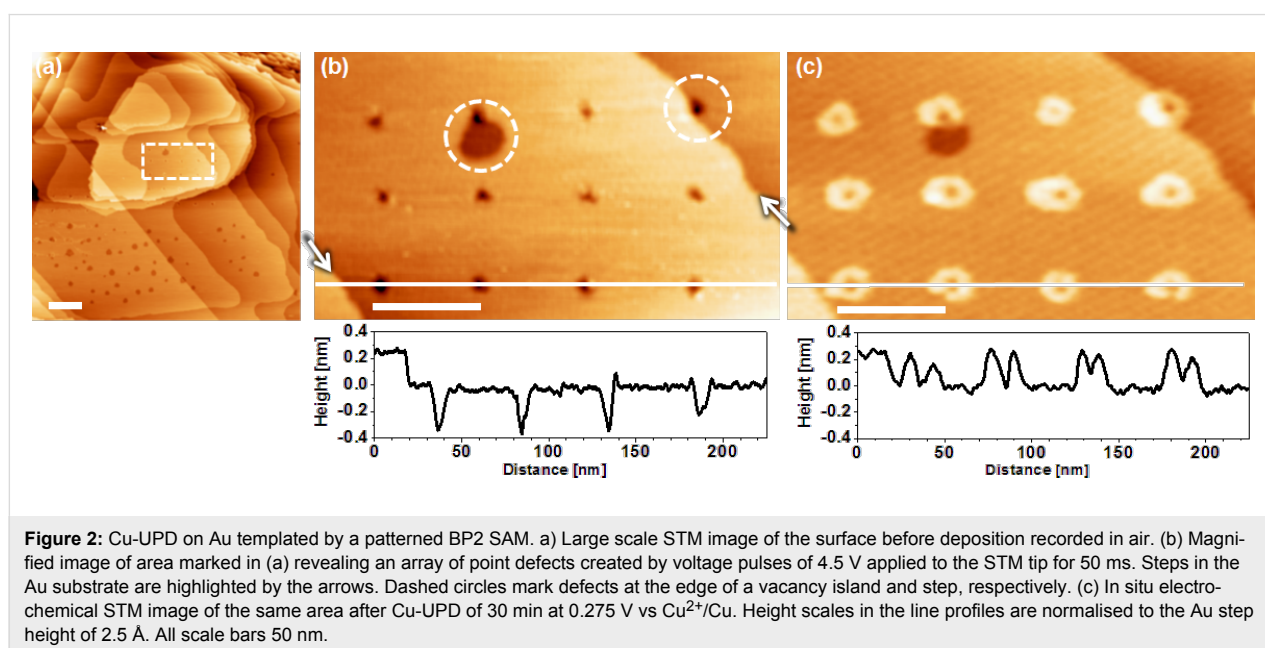 (a)
(b)
(c)
0.4
0.2
0.0
-0.2
-0.4
Height [nm]
0 50 100 150 200
Distance [nm]
0.4
0.2
0.0
-0.2
-0.4
Height [nm]
0 50 100 150 200
Distance [nm]
Figure 2: Cu-UPD on Au templated by a patterned BP2 SAM. a) Large scale STM image of the surface before deposition recorded in air. (b) Magni-
fied image of area marked in (a) revealing an array of point defects created by voltage pulses of 4.5 V applied to the STM tip for 50 ms. Steps in the
Au substrate are highlighted by the arrows. Dashed circles mark defects at the edge of a vacancy island and step, respectively. (c) In situ electro-
chemical STM image of the same area after Cu-UPD of 30 min at 0.275 V vs Cu²⁺/Cu. Height scales in the line profiles are normalised to the Au step
height of 2.5 Å. All scale bars 50 nm.